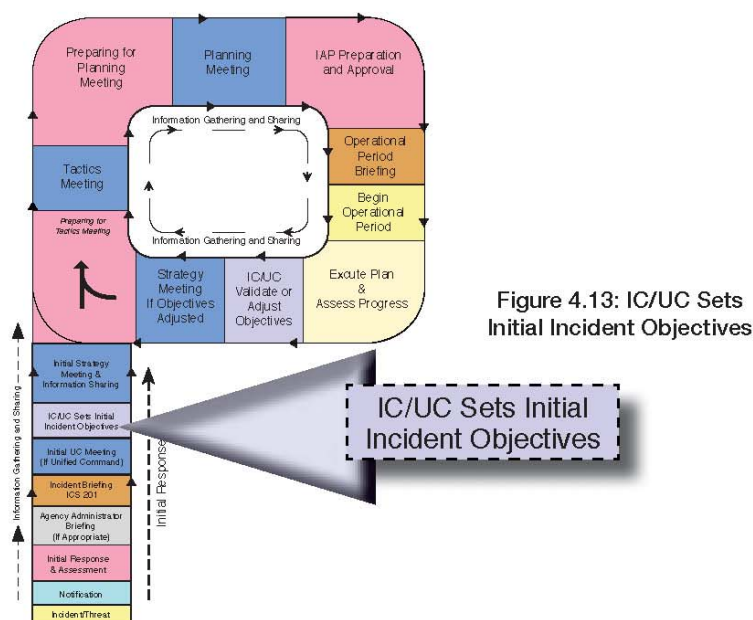 Preparing for
Planning
Meeting
Planning
Meeting
IAP Preparation
and Approval
Information Gathering and Sharing
Operational
Period
Briefing
Tactics
Meeting
Begin
Operational
Period
Preparing for
Tactics Meeting
Information Gathering and Sharing
Strategy
Meeting
If Objectives
Adjusted
IC/UC
Validate or
Adjust
Objectives
Excute Plan
& Assess Progress
Figure 4.13: IC/UC Sets
Initial Incident Objectives
Initial Strategy
Meeting &
Information Sharing
IC/UC Sets Initial
Incident Objectives
Initial UC Meeting
(If Unified Command)
Incident Briefing
ICS 201
Agency Administrator
Briefing
(If Appropriate)
Initial Response
& Assessment
Notification
Incident/Threat
Information Gathering and Sharing
Initial Response
IC/UC Sets Initial
Incident Objectives